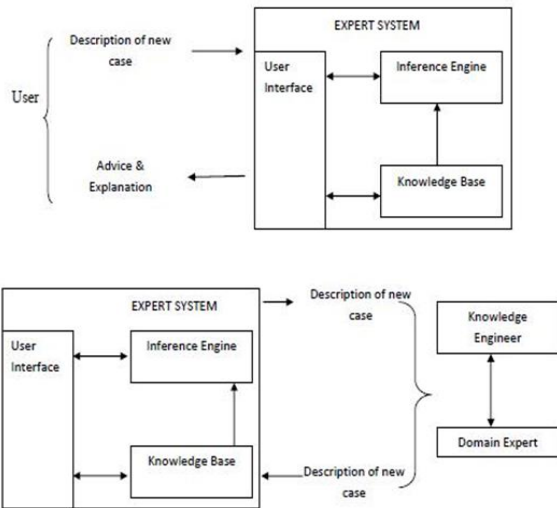 EXPERT SYSTEM
Description of new
case
User
Interface
Inference Engine
User
Advice &
Explanation
Knowledge Base
EXPERT SYSTEM
Description of new
case
Knowledge
Engineer
User
Interface
Inference Engine
Domain Expert
Knowledge Base
Description of new
case